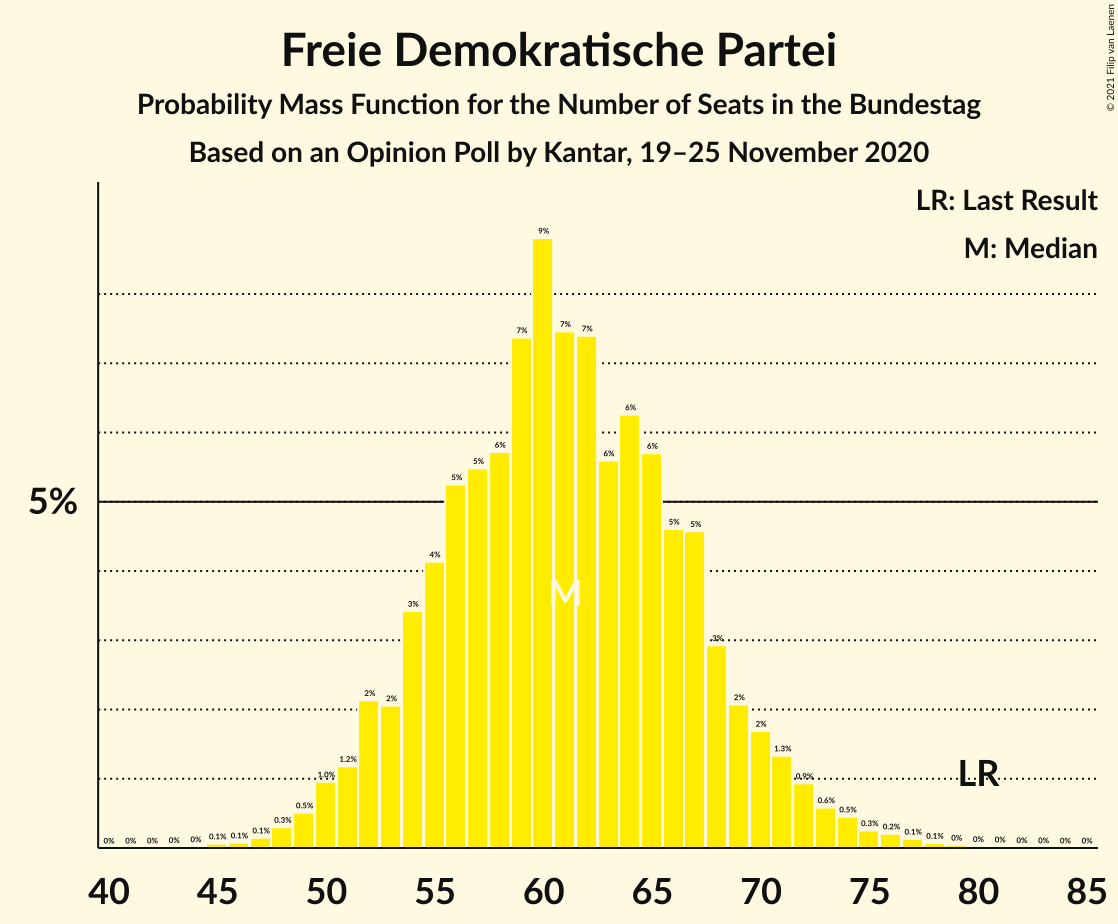 © 2021 Filip van Laenen
Freie Demokratische Partei
Probability Mass Function for the Number of Seats in the Bundestag
Based on an Opinion Poll by Kantar, 19–25 November 2020
LR: Last Result
M: Median
5%
0% 0% 0% 0% 0% 0.1% 0.1% 0.1% 0.3% 0.5% 1.0% 1.2% 2% 2% 3% 4% 5% 5% 6% 7% 9% 7% 7% 6% 6% 6% 5% 5% 3% 2% 2% 1.3% 0.9% 0.6% 0.5% 0.3% 0.2% 0.1% 0.1% 0% 0% 0% 0% 0% 0% 0%
M
LR
40 45 50 55 60 65 70 75 80 85